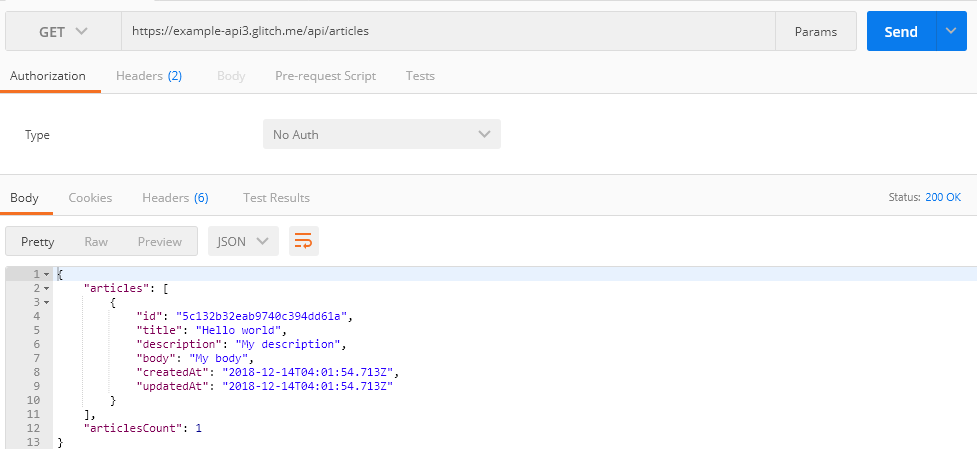 GET https://example-api3.glitch.me/api/articles Params Send
Authorization Headers (2) Body Pre-request Script Tests
Type No Auth
Body Cookies Headers (6) Test Results Status: 200 OK
Pretty Raw Preview JSON
1 {
2 "articles": [
3 {
4 "id": "5c132b32eab9740c394dd61a",
5 "title": "Hello world",
6 "description": "My description",
7 "body": "My body",
8 "createdAt": "2018-12-14T04:01:54.713Z",
9 "updatedAt": "2018-12-14T04:01:54.713Z"
10 }
11 ],
12 "articlesCount": 1
13 }